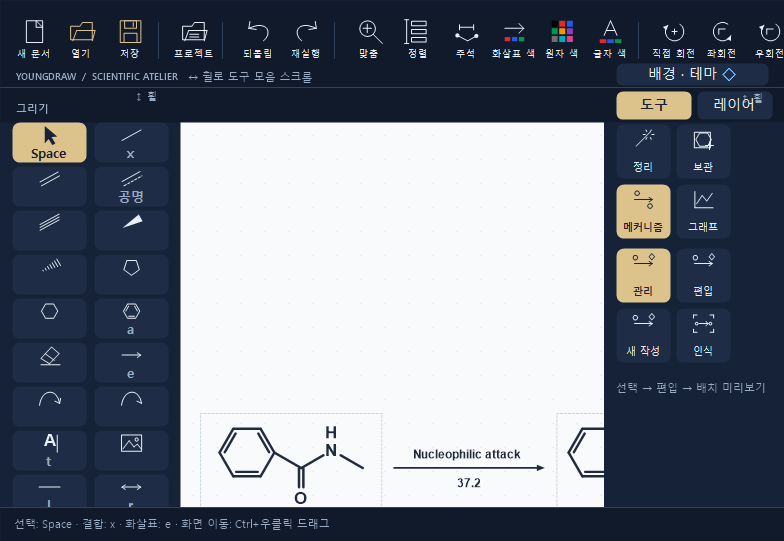 새 문서 열기 저장 프로젝트 되돌림 재실행 맞춤 정렬 주석 화살표 색 원자 색 글자 색 직접 회전 좌회전 우회전
YOUNGDRAW / SCIENTIFIC ATELIER ↔ 휠로 도구 모음 스크롤
배경 · 테마 ◇
그리기
↕ 휠
도구 레이어
↕ 휠
Space x
공명
a
e
A
t
l r
H
N
O
Nucleophilic attack
37.2
정리 보관
메커니즘 그래프
관리 편입
새 작성 인식
선택 → 편입 → 배치 미리보기
선택: Space · 결합: x · 화살표: e · 화면 이동: Ctrl+우클릭 드래그